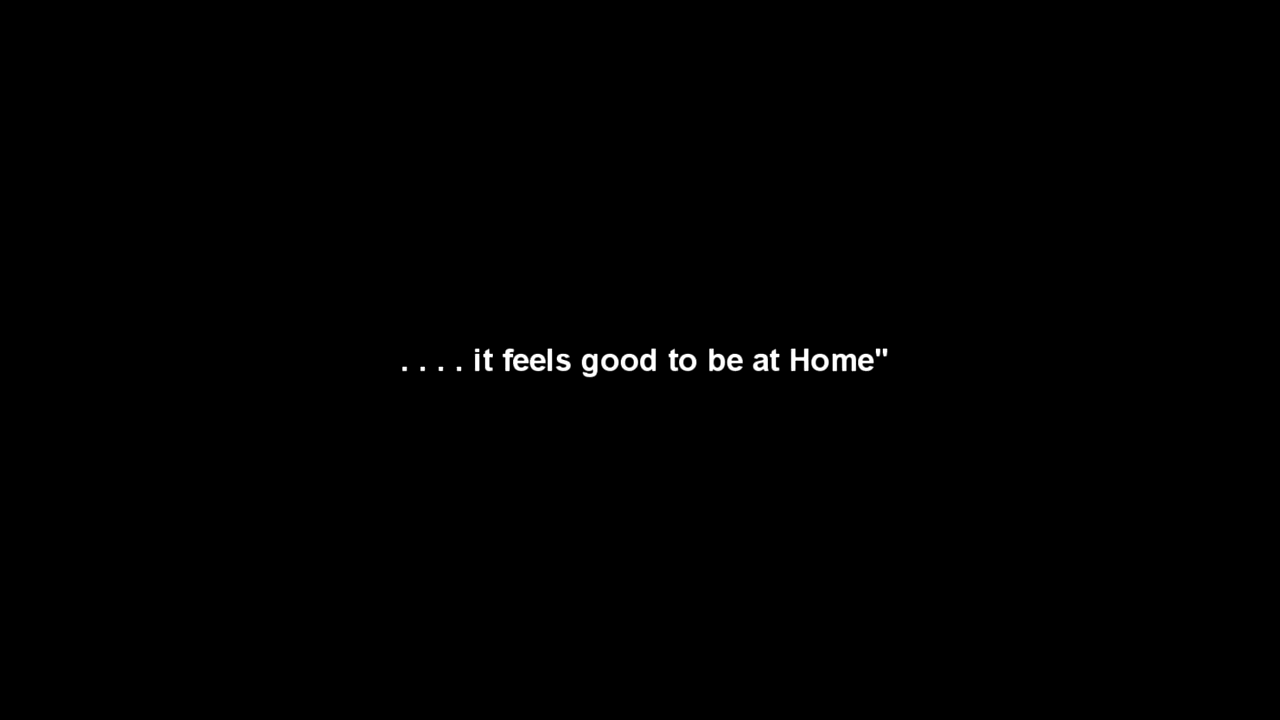 . . . . it feels good to be at Home"